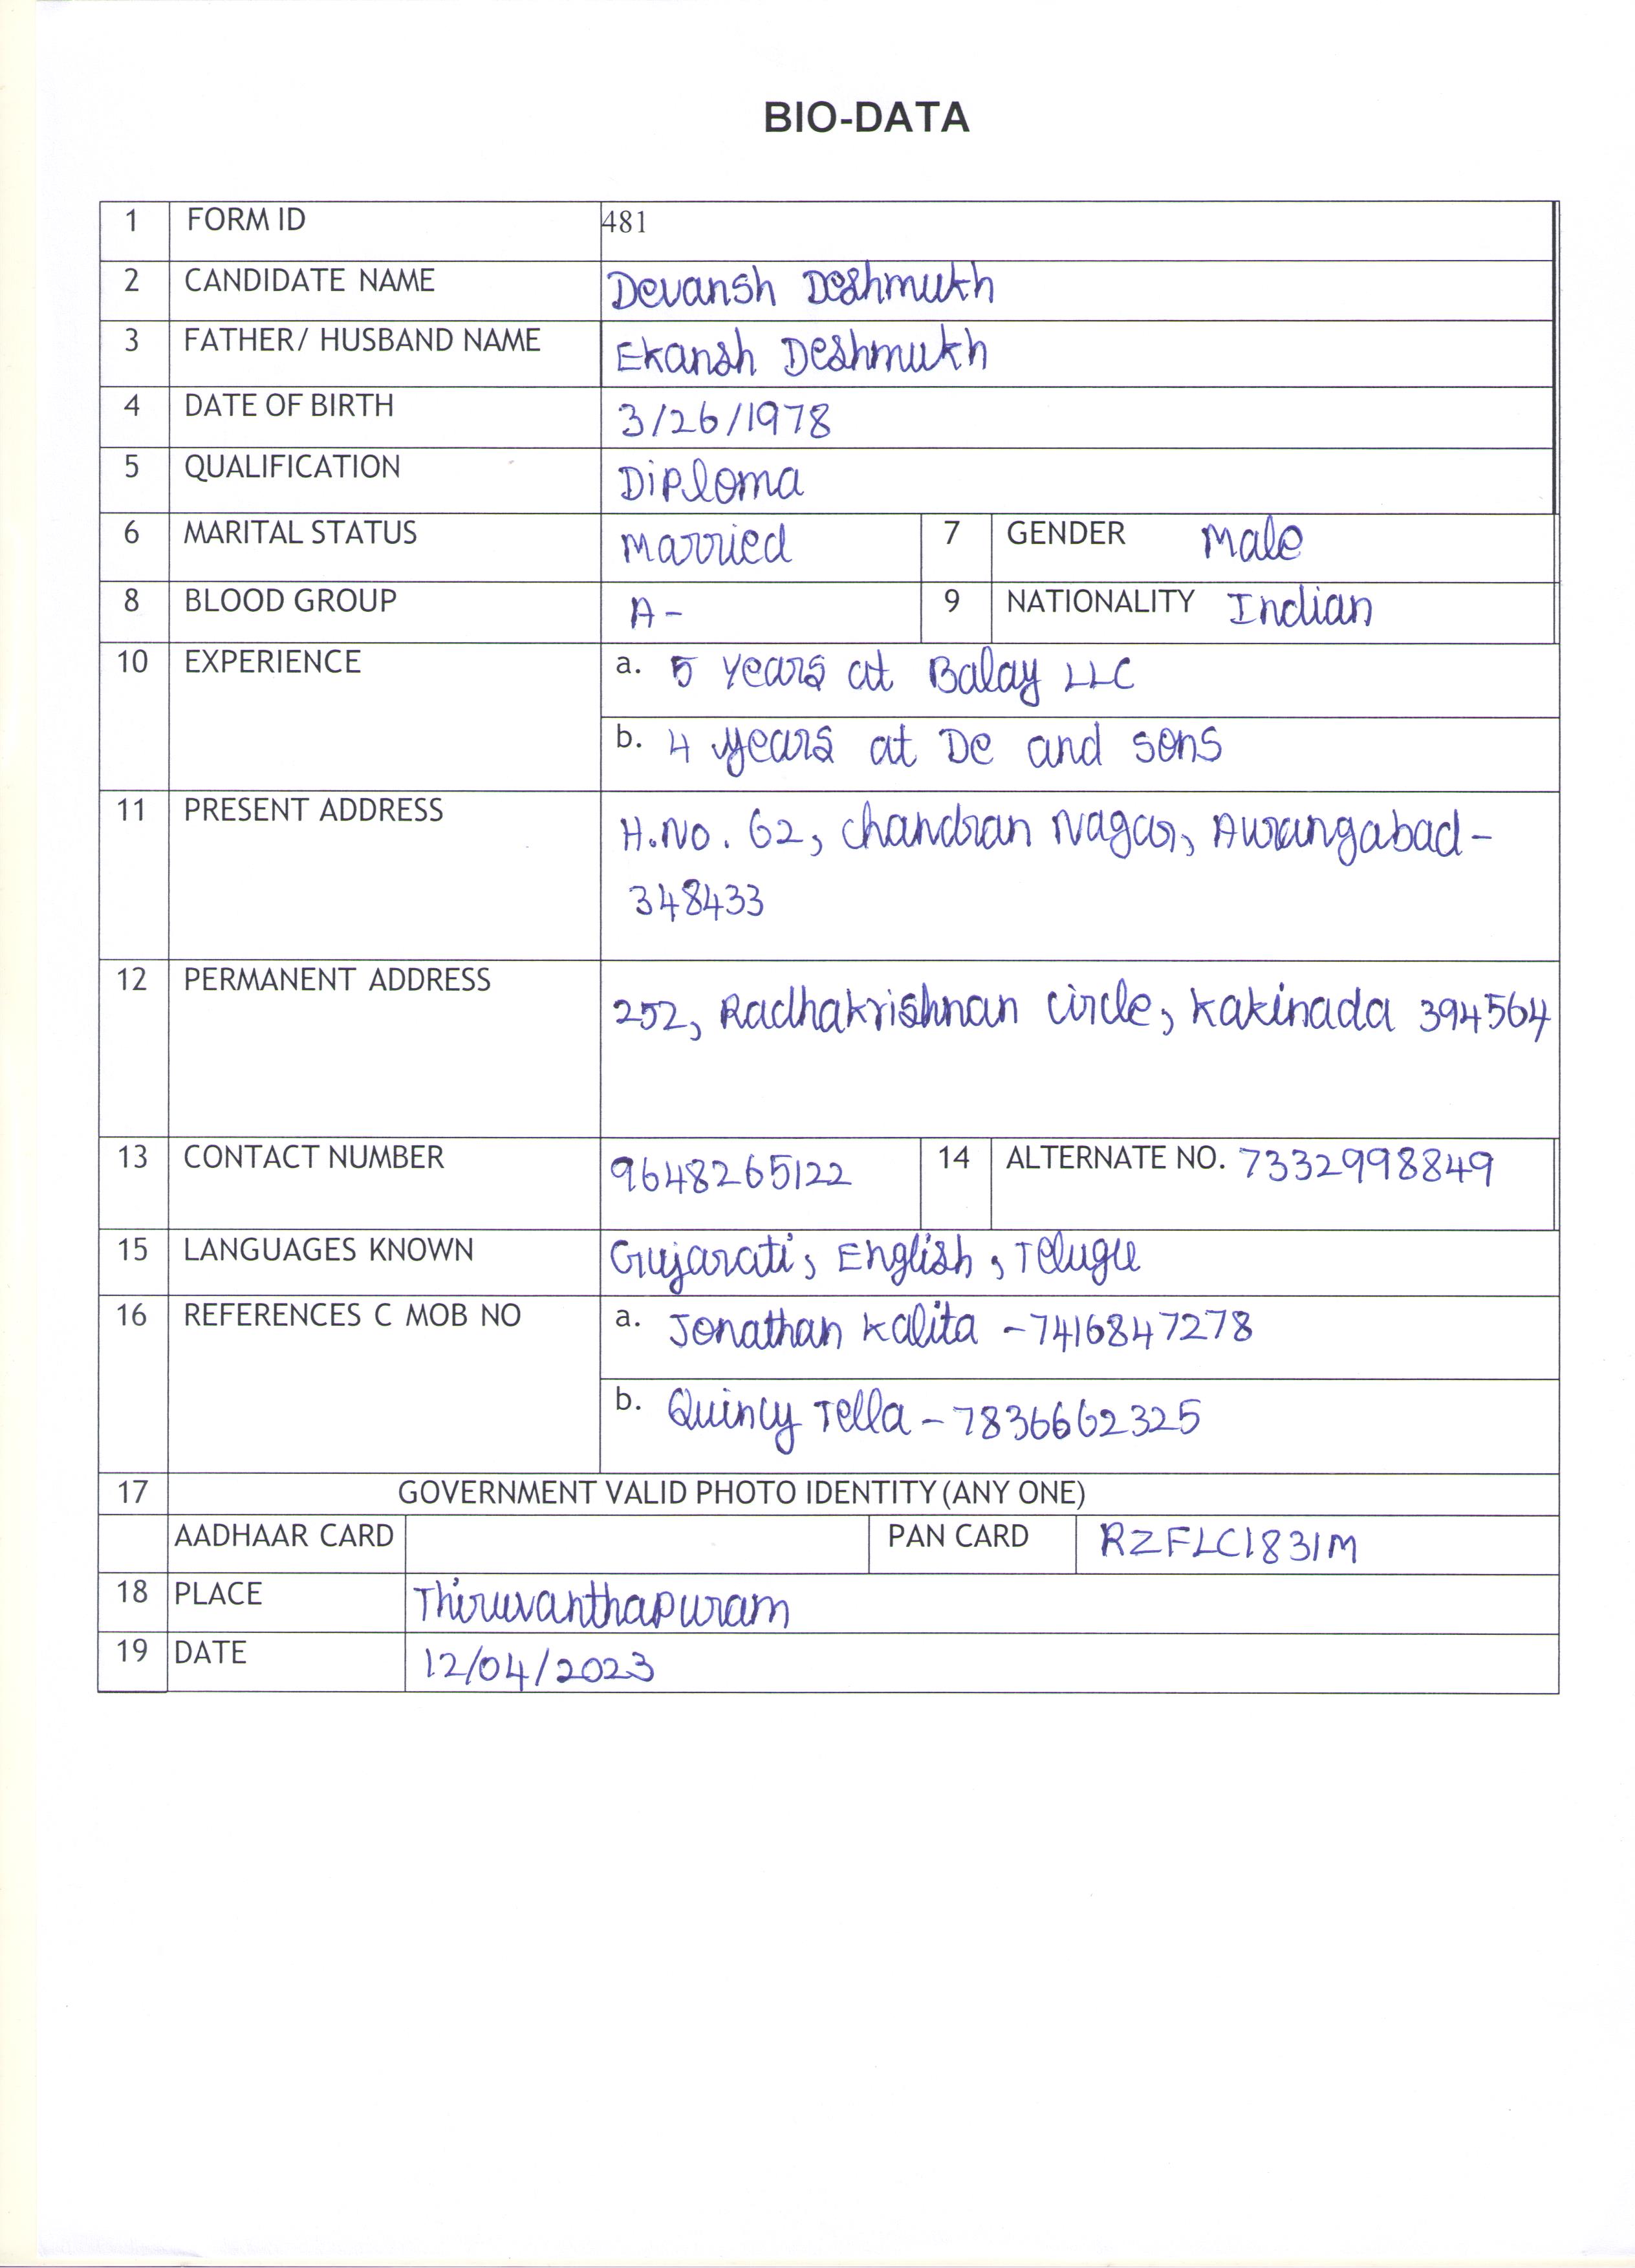 BIO-DATA
1 FORM ID 481
2 CANDIDATE NAME Devansh Deshmukh
3 FATHER/ HUSBAND NAME Ekansh Deshmukh
4 DATE OF BIRTH 3/26/1978
5 QUALIFICATION Diploma
6 MARITAL STATUS Married 7 GENDER Male
8 BLOOD GROUP A- 9 NATIONALITY Indian
10 EXPERIENCE a. 5 years at Balay LLC
b. 4 years at De and sons
11 PRESENT ADDRESS H.No. 62, Chandran Nagar, Aurangabad-
348433
12 PERMANENT ADDRESS 252, Radhakrishnan Circle, Kakinada 394564
13 CONTACT NUMBER 9648265122 14 ALTERNATE NO. 7332998849
15 LANGUAGES KNOWN Gujarati, English, Telugu
16 REFERENCES C MOB NO a. Jonathan Kalita -7416847278
b. Quincy Tella - 7836662325
17 GOVERNMENT VALID PHOTO IDENTITY (ANY ONE)
AADHAAR CARD PAN CARD RZFLC1831M
18 PLACE Thiruvanthapuram
19 DATE 12/04/2023